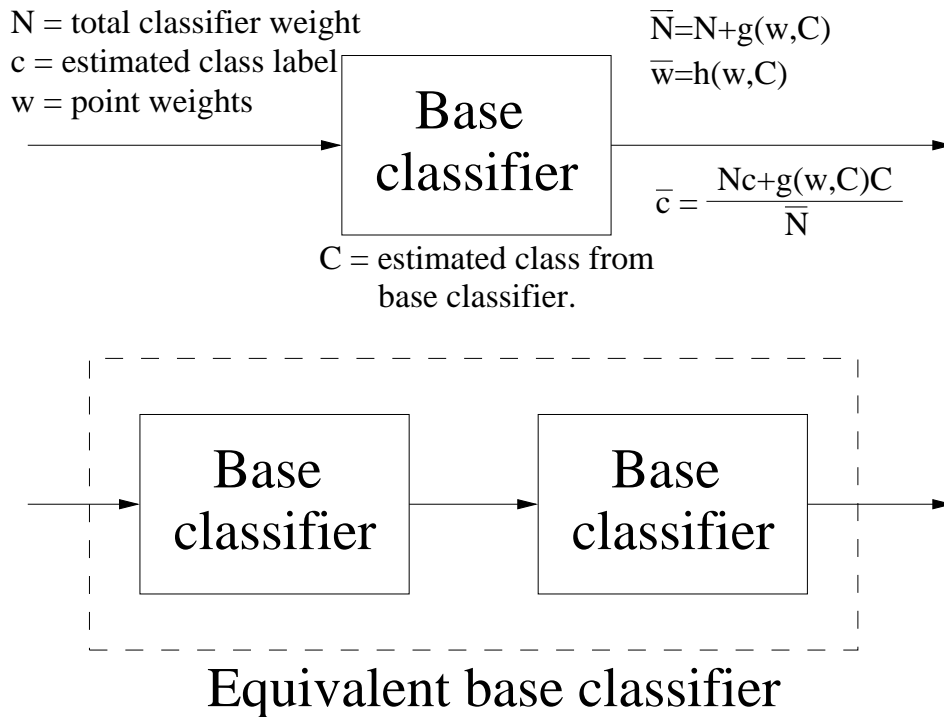 N = total classifier weight
c = estimated class label
w = point weights
Base
classifier
N̅=N+g(w,C)
w̅=h(w,C)
c̅ = Nc+g(w,C)C
N̅
C = estimated class from
base classifier.
Base
classifier
Base
classifier
Equivalent base classifier